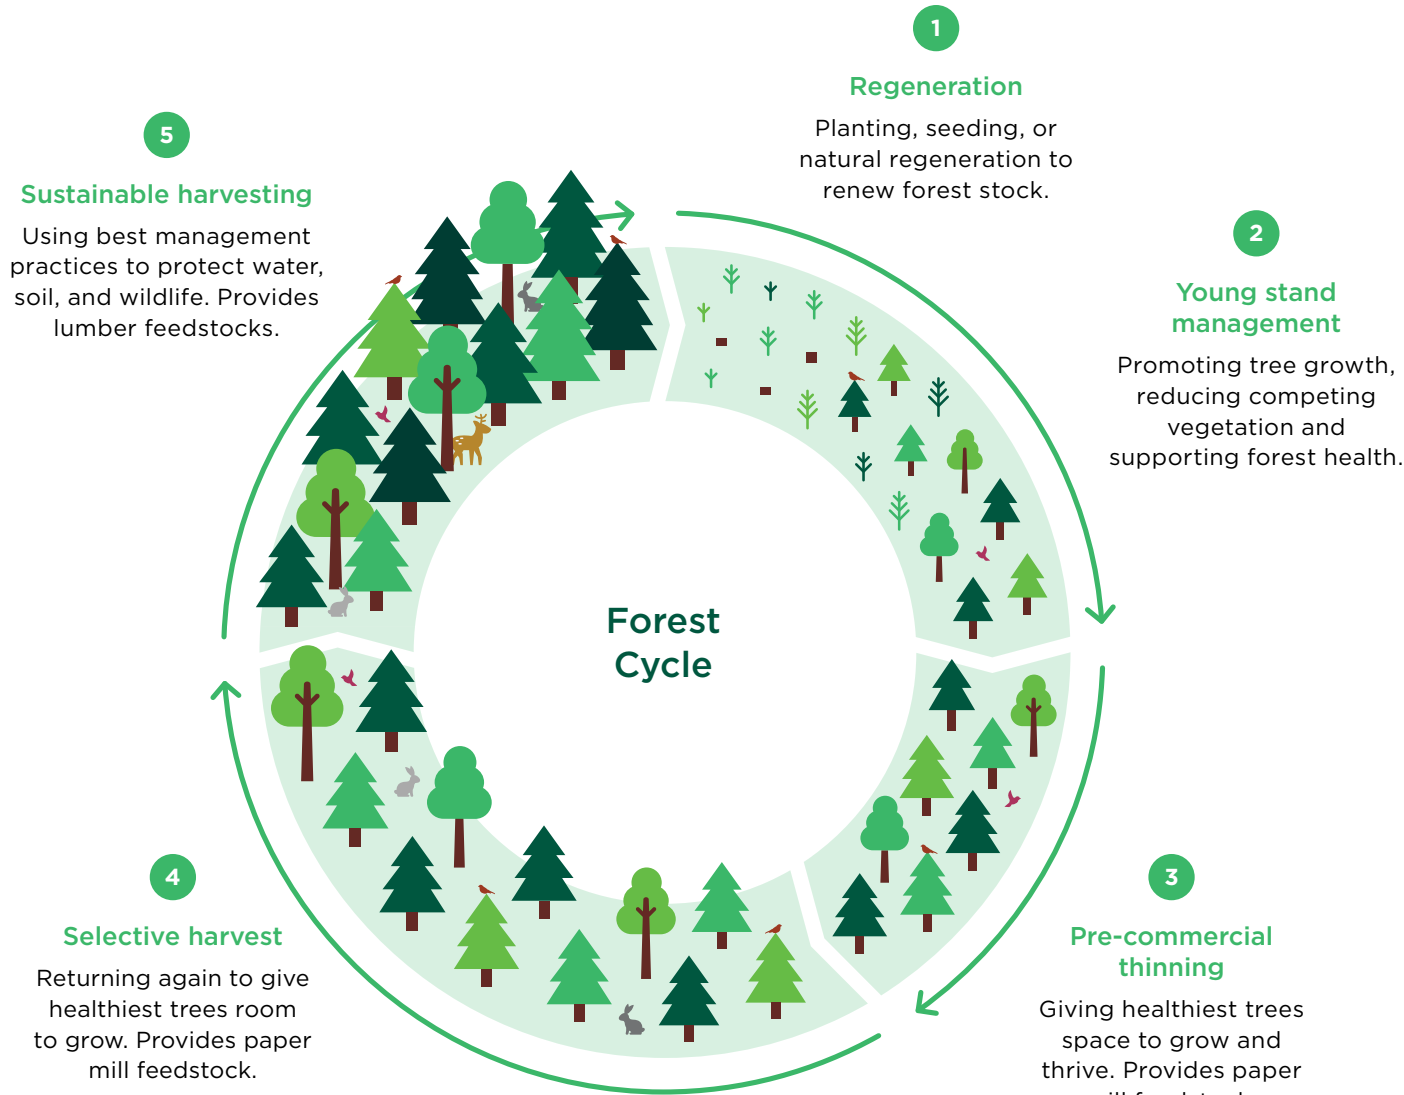 1
Regeneration
Planting, seeding, or
natural regeneration to
renew forest stock.
2
Young stand
management
Promoting tree growth,
reducing competing
vegetation and
supporting forest health.
3
Pre-commercial
thinning
Giving healthiest trees
space to grow and
thrive. Provides paper
4
Selective harvest
Returning again to give
healthiest trees room
to grow. Provides paper
mill feedstock.
5
Sustainable harvesting
Using best management
practices to protect water,
soil, and wildlife. Provides
lumber feedstocks.
Forest
Cycle